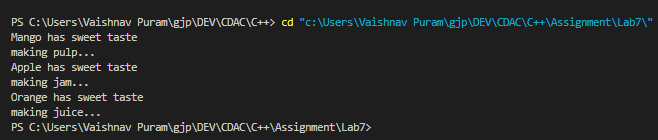 PS C:\Users\Vaishnav Puram\gjp\DEV\CDAC\C++> cd "c:\Users\Vaishnav Puram\gjp\DEV\CDAC\C++\Assignment\Lab7\"
Mango has sweet taste
making pulp...
Apple has sweet taste
making jam...
Orange has sweet taste
making juice...
PS C:\Users\Vaishnav Puram\gjp\DEV\CDAC\C++\Assignment\Lab7>